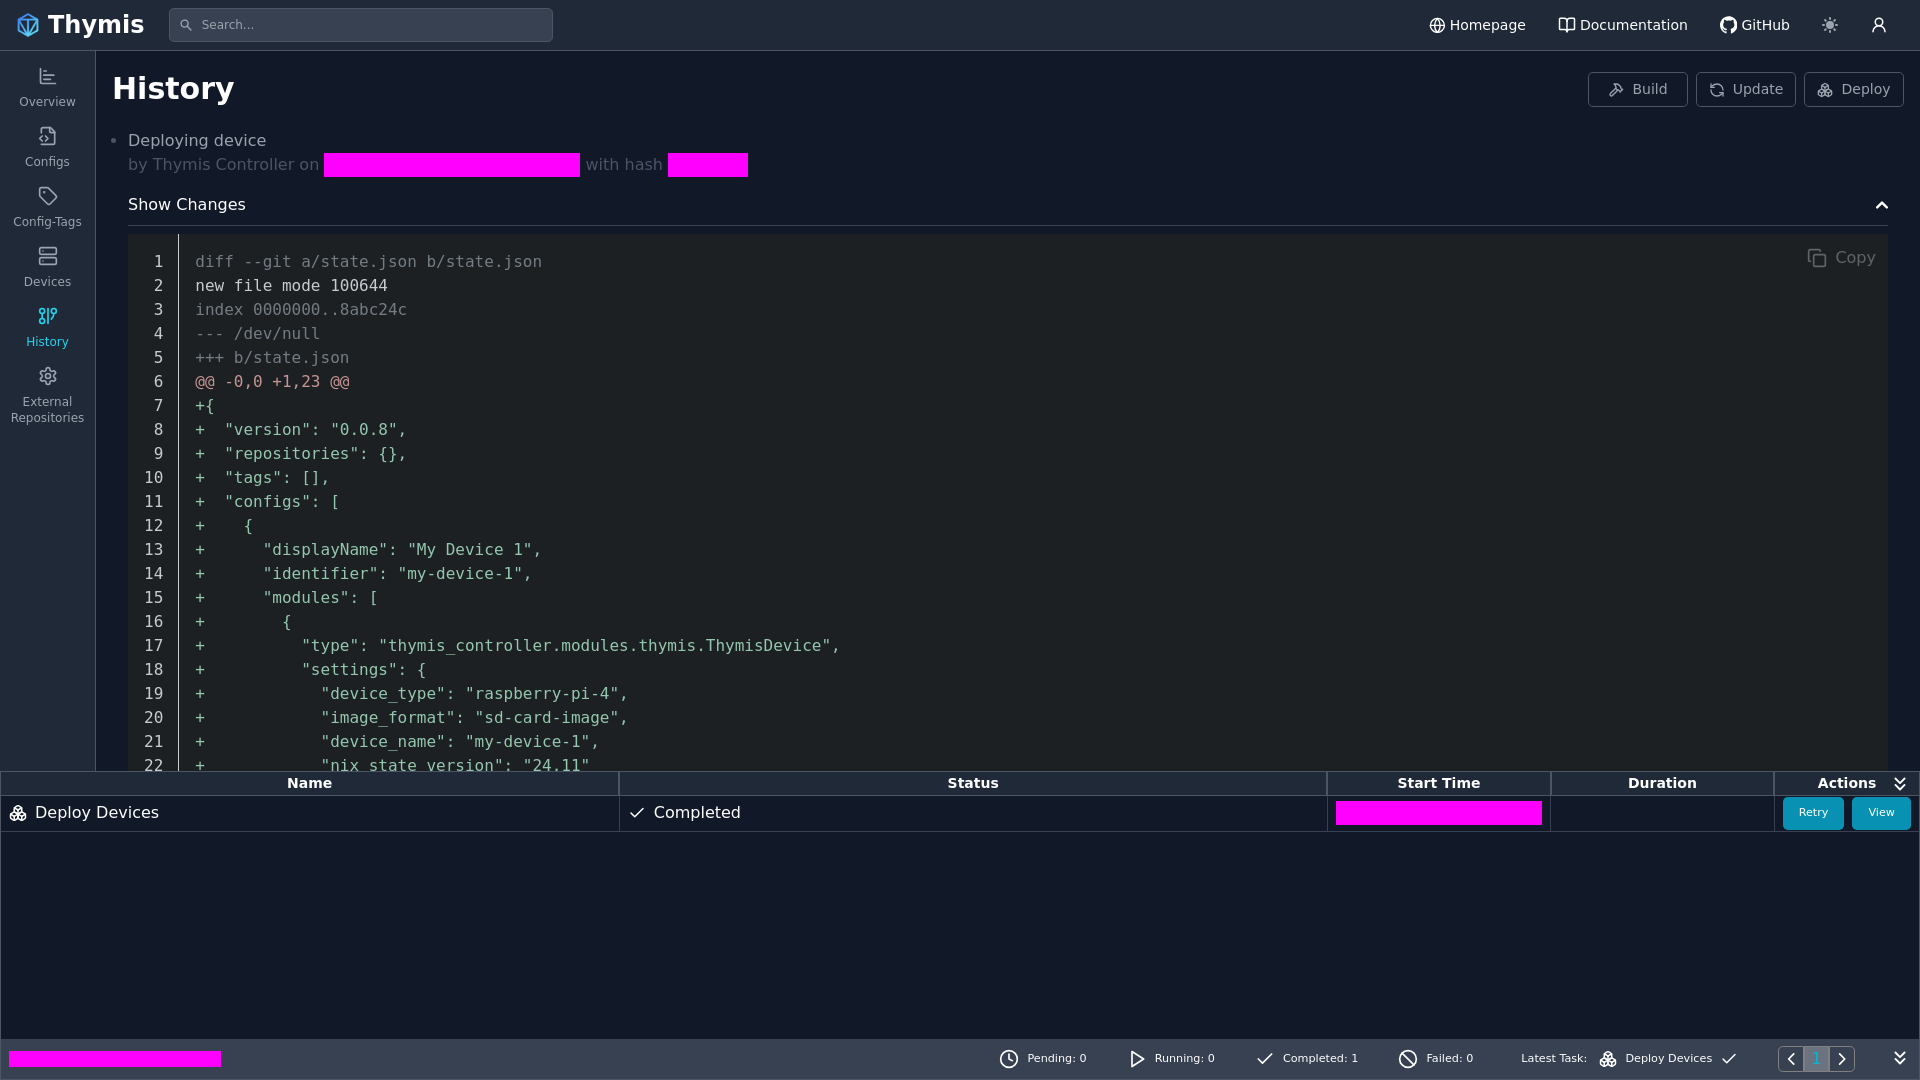 Thymis
Search...
Homepage
Documentation
GitHub
Overview
Configs
Config-Tags
Devices
History
External
Repositories
History
Build
Update
Deploy
Deploying device
by Thymis Controller on with hash
Show Changes
Copy
1 diff --git a/state.json b/state.json
2 new file mode 100644
3 index 0000000..8abc24c
4 --- /dev/null
5 +++ b/state.json
6 @@ -0,0 +1,23 @@
7 +{
8 +  "version": "0.0.8",
9 +  "repositories": {},
10 +  "tags": [],
11 +  "configs": [
12 +    {
13 +      "displayName": "My Device 1",
14 +      "identifier": "my-device-1",
15 +      "modules": [
16 +        {
17 +          "type": "thymis_controller.modules.thymis.ThymisDevice",
18 +          "settings": {
19 +            "device_type": "raspberry-pi-4",
20 +            "image_format": "sd-card-image",
21 +            "device_name": "my-device-1",
22 +            "nix_state_version": "24.11"
Name Status Start Time Duration Actions
Deploy Devices Completed Retry View
Pending: 0 Running: 0 Completed: 1 Failed: 0 Latest Task: Deploy Devices 1